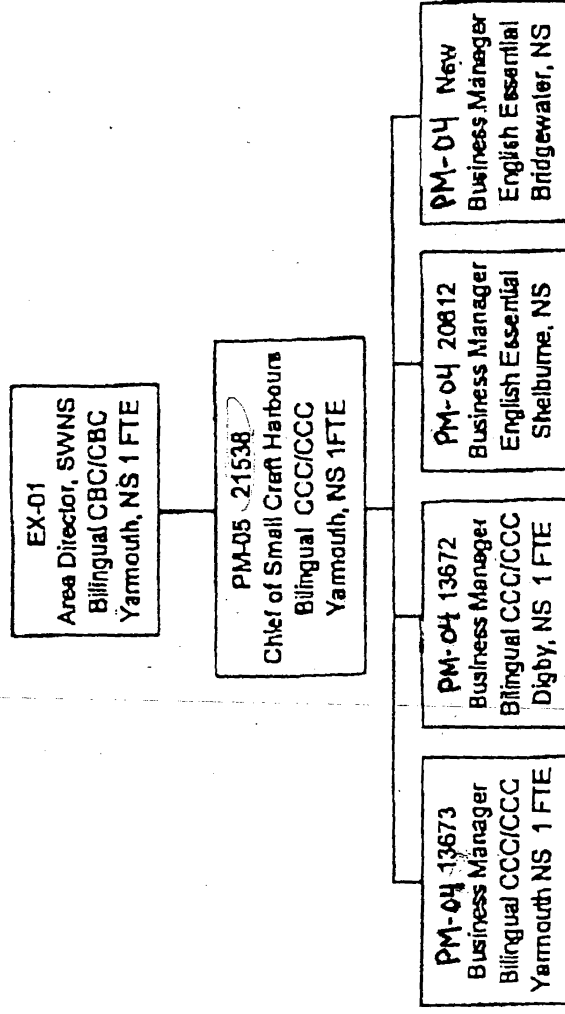 EX-01
Area Director, SWNS
Bilingual CBC/CBC
Yarmouth, NS 1 FTE
PM-05 21538
Chief of Small Craft Harbours
Bilingual CCC/CCC
Yarmouth, NS 1FTE
PM-04 13673
Business Manager
Bilingual CCC/CCC
Yarmouth NS 1 FTE
PM-04 13672
Business Manager
Bilingual CCC/CCC
Digby, NS 1 FTE
PM-04 20812
Business Manager
English Essential
Shelburne, NS
PM-04 New
Business Manager
English Essential
Bridgewater, NS